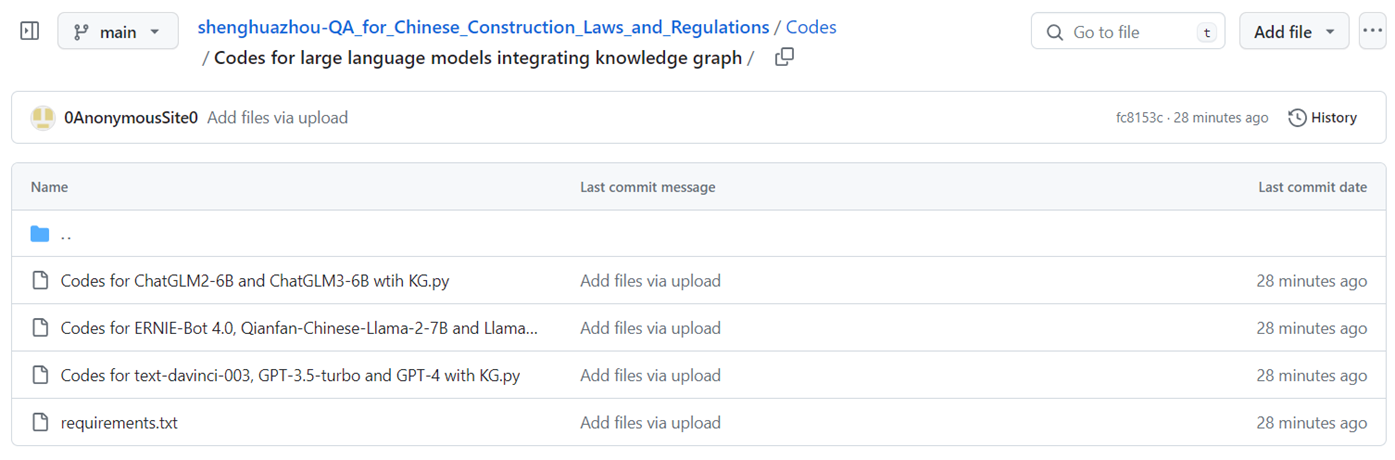 main
shenghuazhou-QA_for_Chinese_Construction_Laws_and_Regulations / Codes
/ Codes for large language models integrating knowledge graph /
Go to file t
Add file
0AnonymousSite0 Add files via upload fc8153c · 28 minutes ago History
Name Last commit message Last commit date
..
Codes for ChatGLM2-6B and ChatGLM3-6B wtih KG.py Add files via upload 28 minutes ago
Codes for ERNIE-Bot 4.0, Qianfan-Chinese-Llama-2-7B and Llama... Add files via upload 28 minutes ago
Codes for text-davinci-003, GPT-3.5-turbo and GPT-4 with KG.py Add files via upload 28 minutes ago
requirements.txt Add files via upload 28 minutes ago